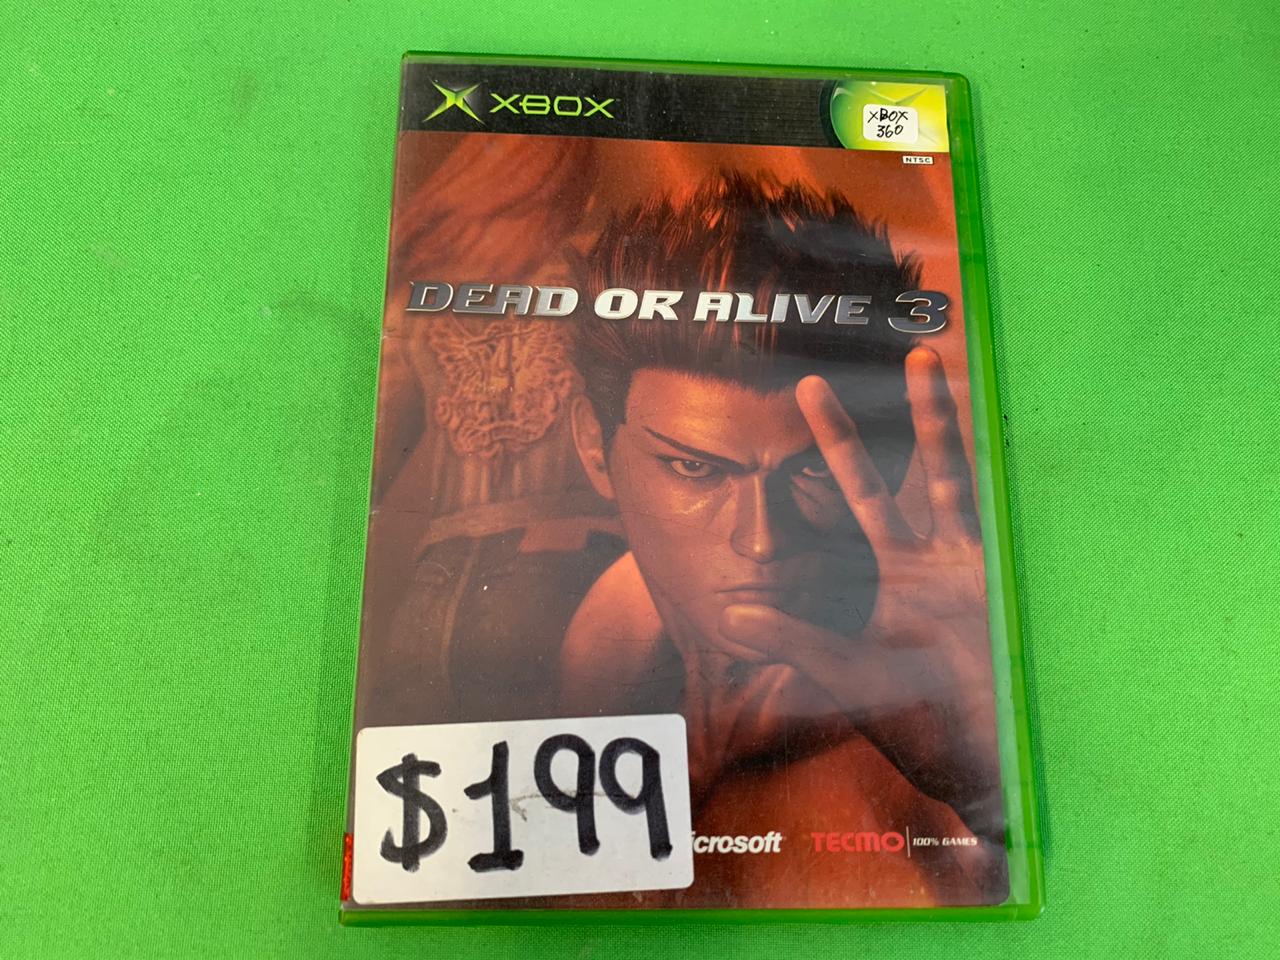 XBOX
XBOX
360
NTSC
DEAD OR ALIVE 3
$199
icrosoft
TECMO
100% GAMES